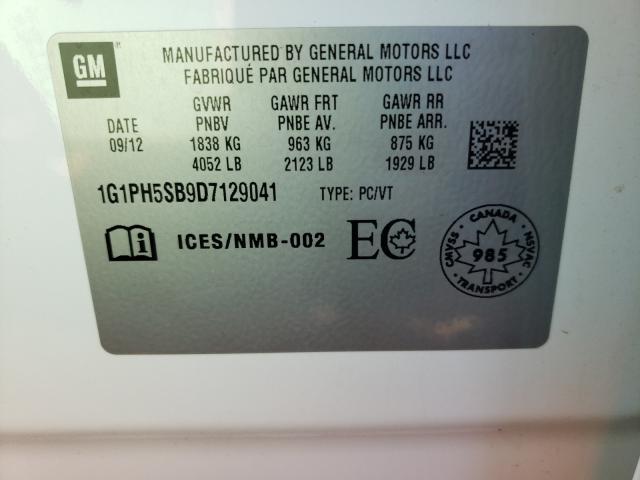 GM
MANUFACTURED BY GENERAL MOTORS LLC
FABRIQUÉ PAR GENERAL MOTORS LLC
GVWR GAWR FRT GAWR RR
DATE PNBV PNBE AV. PNBE ARR.
09/12 1838 KG 963 KG 875 KG
4052 LB 2123 LB 1929 LB
1G1PH5SB9D7129041 TYPE: PC/VT
i ICES/NMB-002 EC
CANADA
CMVSS 985 NSVAC
TRANSPORT